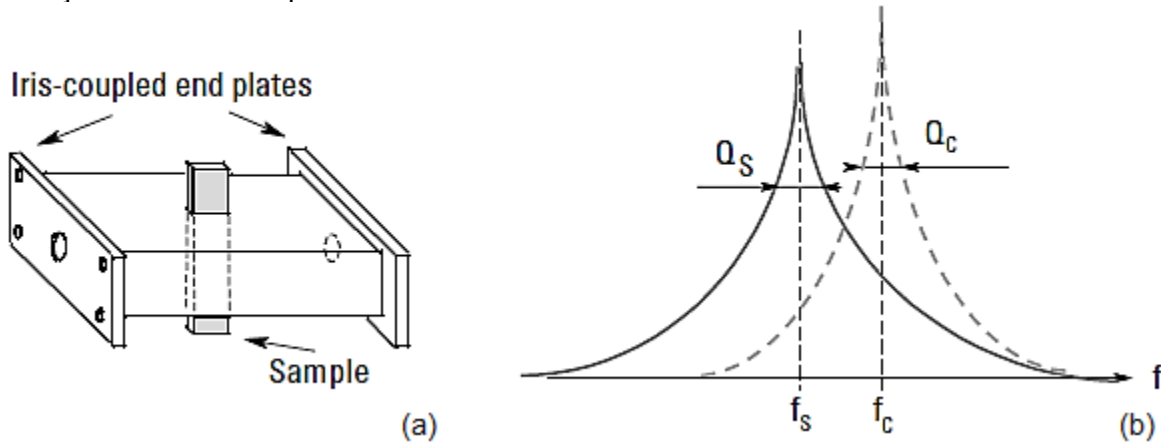 Iris-coupled end plates
Sample
(a)
Q_S
Q_C
f_s
f_c
f
(b)